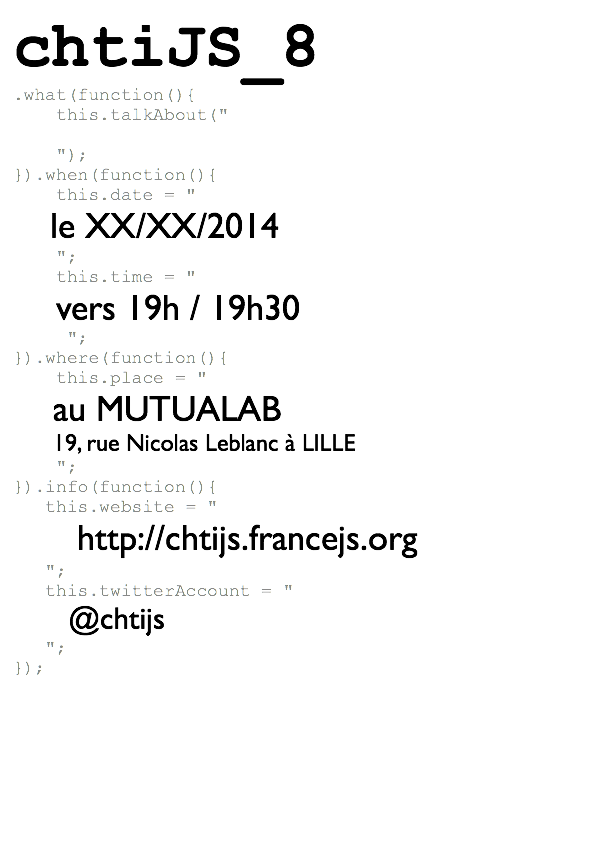 chtiJS_8
.what(function(){
this.talkAbout("
");
}).when(function(){
this.date = "
le XX/XX/2014
";
this.time = "
vers 19h / 19h30
";
}).where(function(){
this.place = "
au MUTUALAB
19, rue Nicolas Leblanc à LILLE
";
}).info(function(){
this.website = "
http://chtijs.francejs.org
";
this.twitterAccount = "
@chtijs
";
});